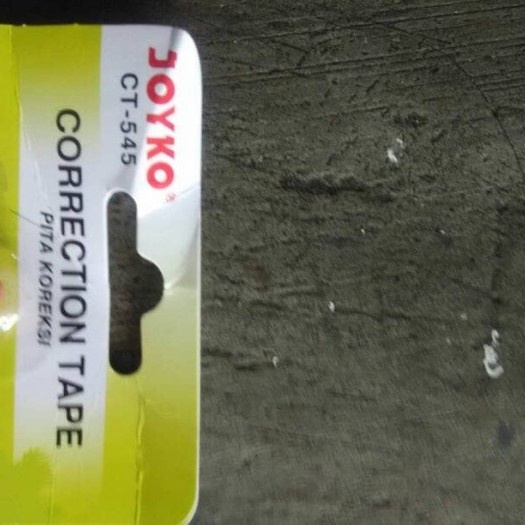 JOYKO®
CT-545
CORRECTION TAPE
PITA KOREKSI